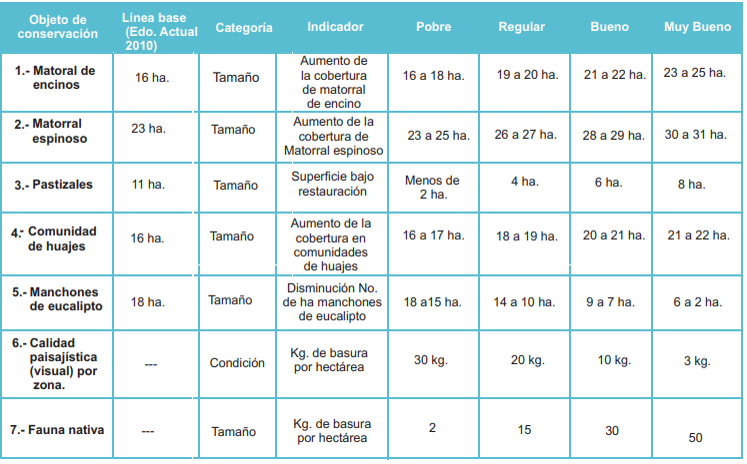 Objeto de conservación | Línea base (Edo. Actual 2010) | Categoría | Indicador | Pobre | Regular | Bueno | Muy Bueno
1.- Matoral de encinos | 16 ha. | Tamaño | Aumento de la cobertura de matorral de encino | 16 a 18 ha. | 19 a 20 ha. | 21 a 22 ha. | 23 a 25 ha.
2.- Matorral espinoso | 23 ha. | Tamaño | Aumento de la cobertura de Matorral espinoso | 23 a 25 ha. | 26 a 27 ha. | 28 a 29 ha. | 30 a 31 ha.
3.- Pastizales | 11 ha. | Tamaño | Superficie bajo restauración | Menos de 2 ha. | 4 ha. | 6 ha. | 8 ha.
4.- Comunidad de huajes | 16 ha. | Tamaño | Aumento de la cobertura en comunidades de huajes | 16 a 17 ha. | 18 a 19 ha. | 20 a 21 ha. | 21 a 22 ha.
5.- Manchones de eucalipto | 18 ha. | Tamaño | Disminución No. de ha manchones de eucalipto | 18 a15 ha. | 14 a 10 ha. | 9 a 7 ha. | 6 a 2 ha.
6.- Calidad paisajística (visual) por zona. | --- | Condición | Kg. de basura por hectárea | 30 kg. | 20 kg. | 10 kg. | 3 kg.
7.- Fauna nativa | --- | Tamaño | Kg. de basura por hectárea | 2 | 15 | 30 | 50